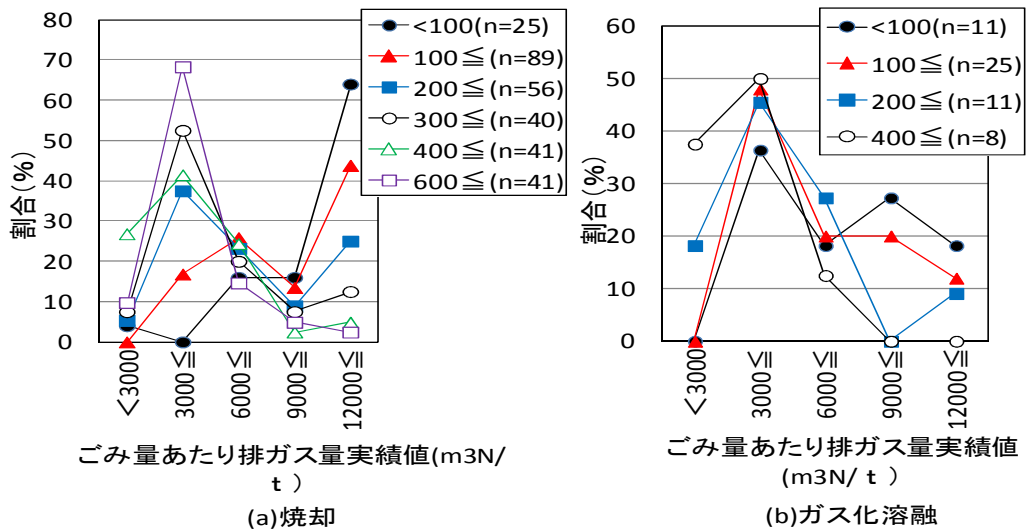 80
70
60
50
40
30
20
10
0
割合(%)
<100(n=25)
100≦(n=89)
200≦(n=56)
300≦(n=40)
400≦(n=41)
600≦(n=41)
<3000
3000≦
6000≦
9000≦
12000≦
ごみ量あたり排ガス量実績値(m3N/
t )
(a)焼却
60
50
40
30
20
10
0
割合(%)
<100(n=11)
100≦(n=25)
200≦(n=11)
400≦(n=8)
<3000
3000≦
6000≦
9000≦
12000≦
ごみ量あたり排ガス量実績値
(m3N/ t )
(b)ガス化溶融